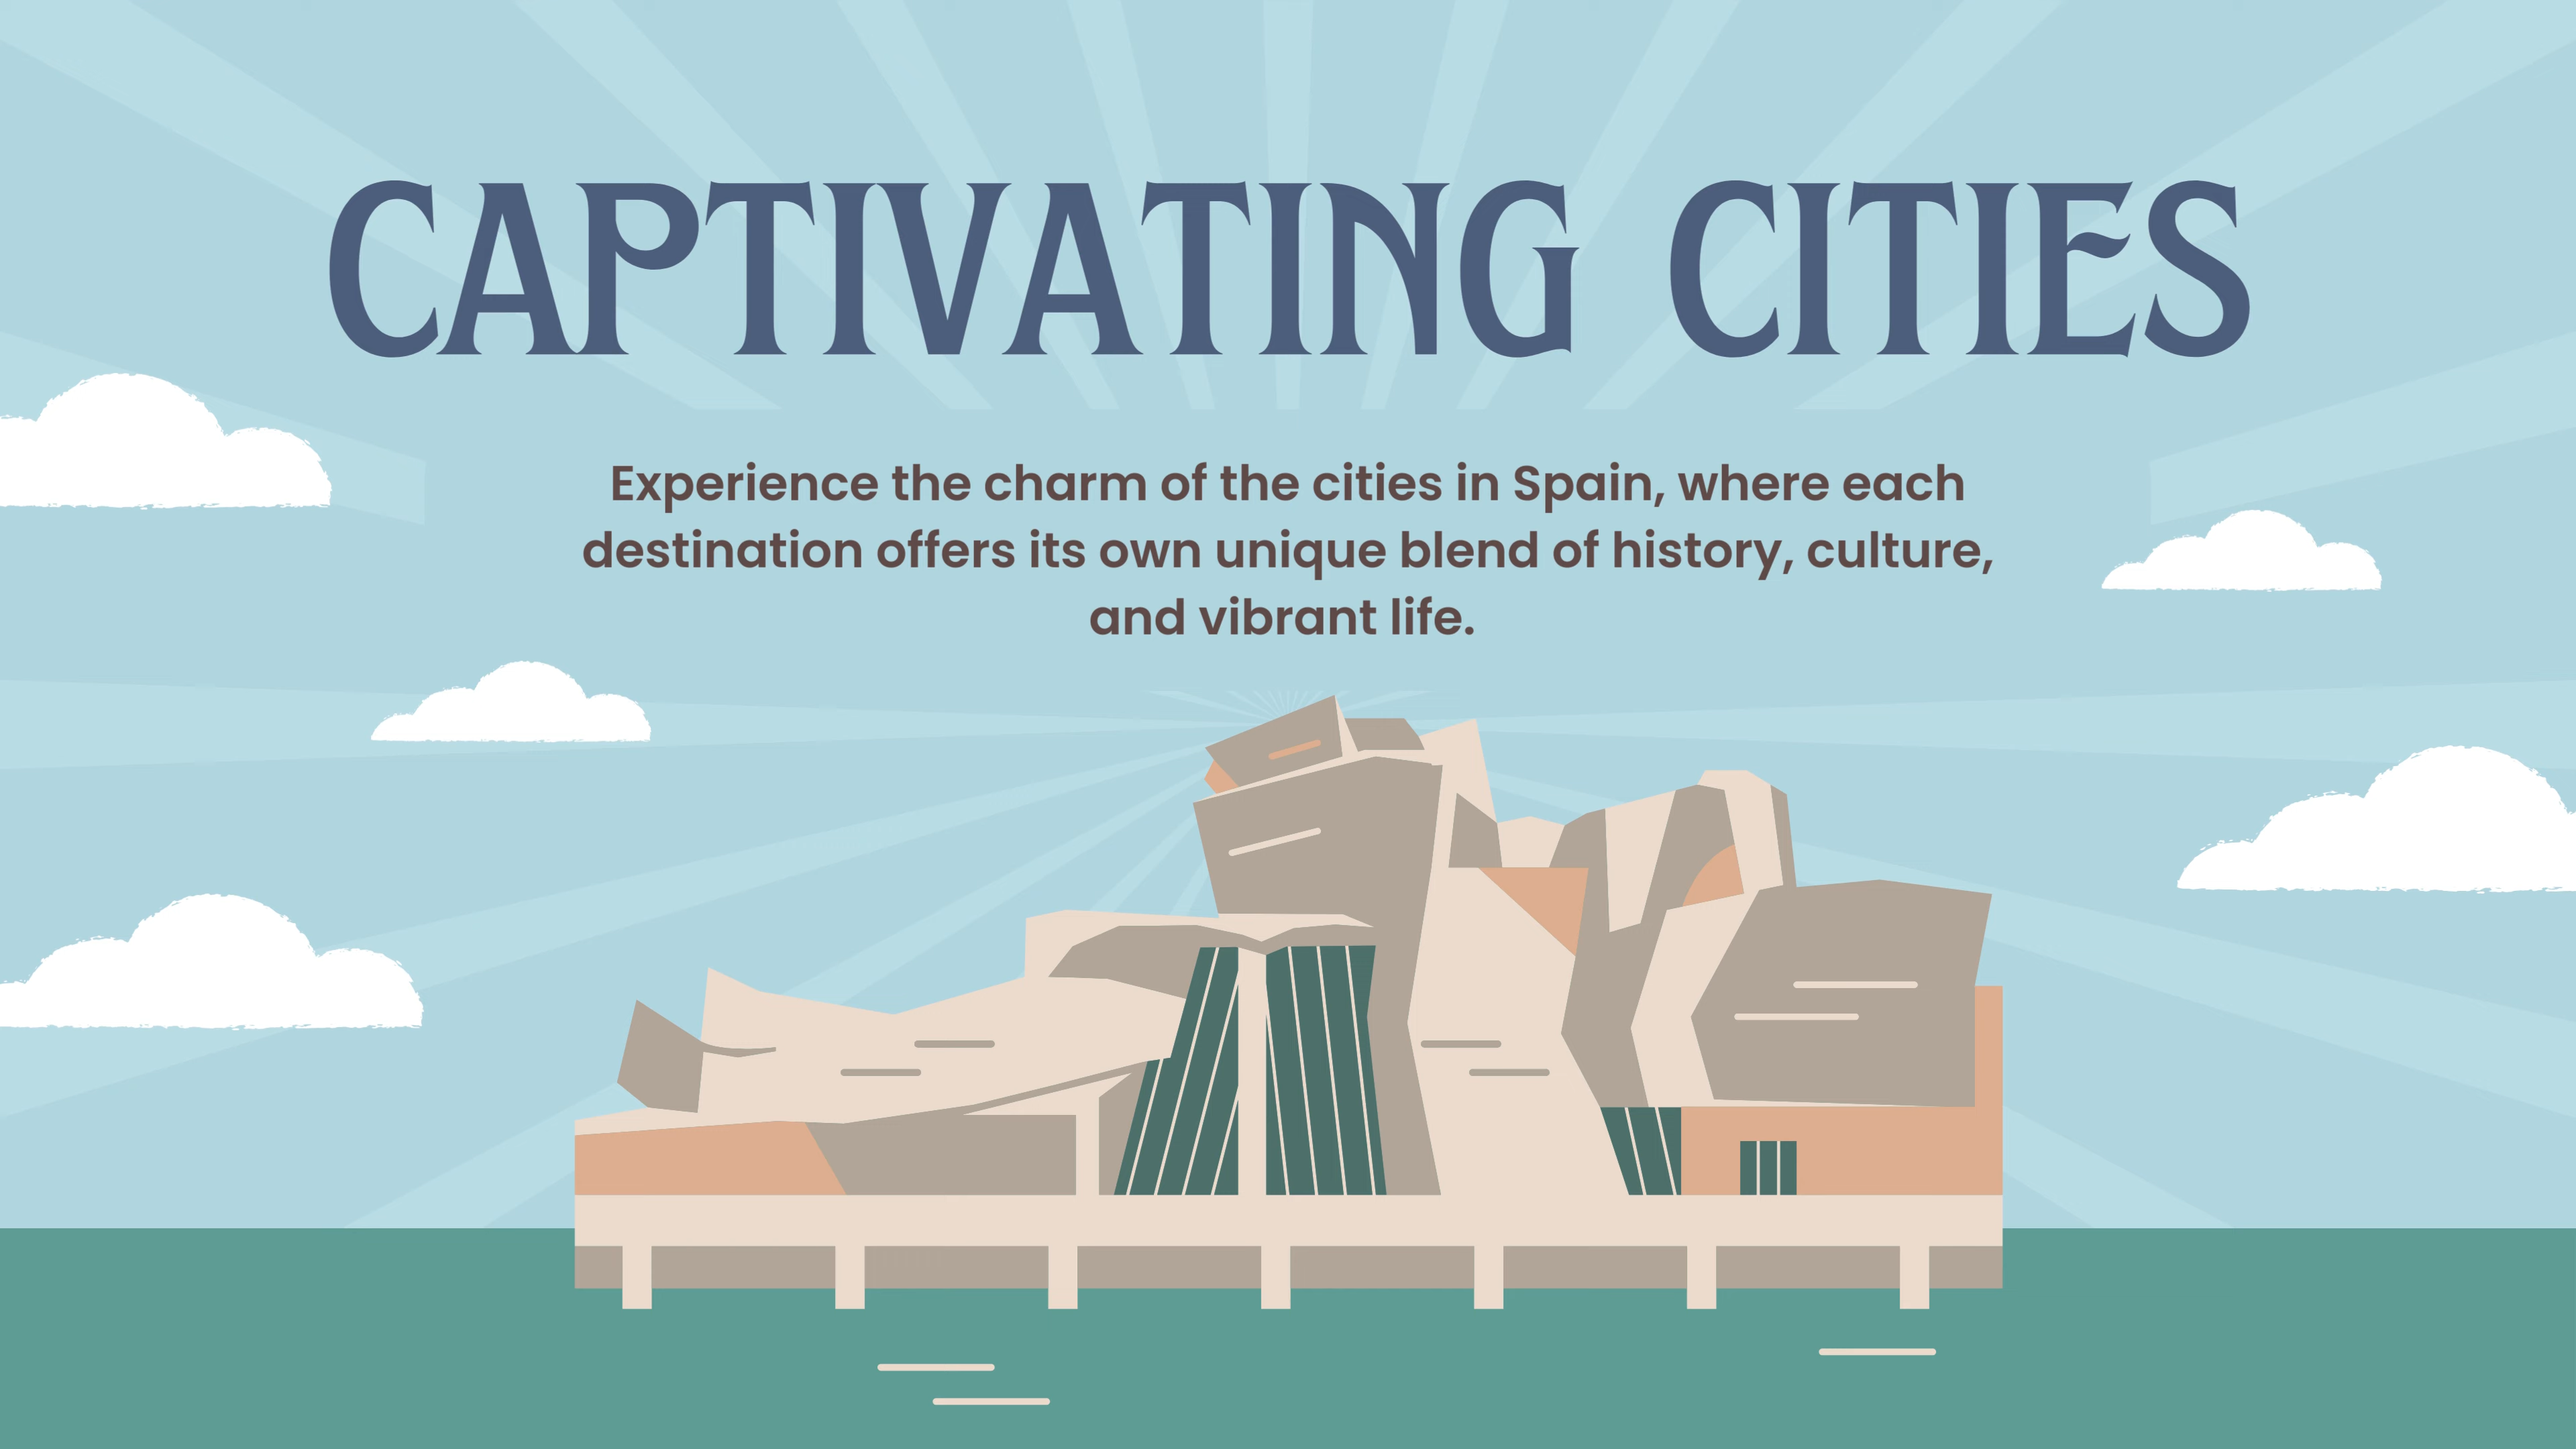 CAPTIVATING CITIES
Experience the charm of the cities in Spain, where each
destination offers its own unique blend of history, culture,
and vibrant life.